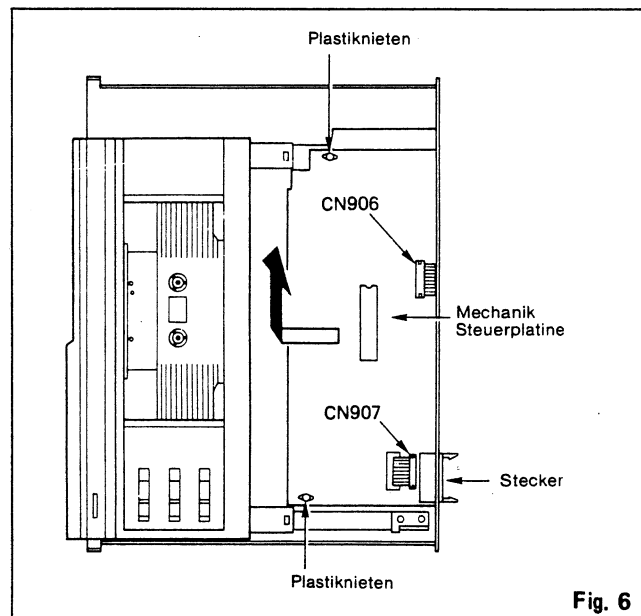 Plastiknieten
CN906
Mechanik
Steuerplatine
CN907
Stecker
Plastiknieten
Fig. 6